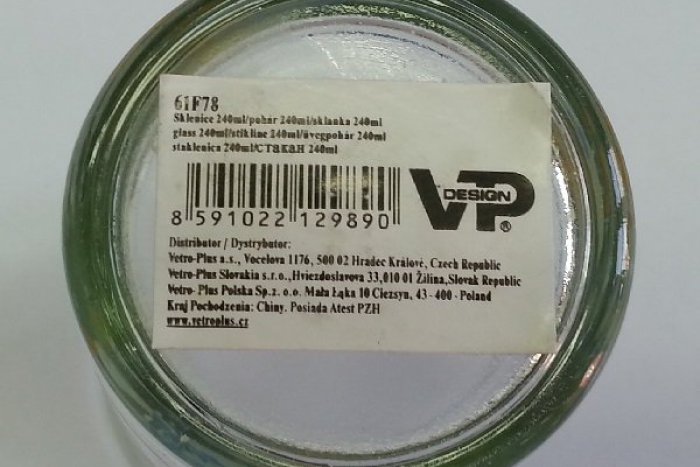 61F78
Sklenice 240ml/pohár 240ml/sklanka 240ml
glass 240ml/stikline 240ml/üvegpohár 240ml
staklenica 240ml/стакан 240ml
8 591022 129890
VP DESIGN ®
Distributor / Dystrybutor:
Vetro-Plus a.s., Vocelova 1176, 500 02 Hradec Králové, Czech Republic
Vetro-Plus Slovakia s.r.o.,Hviezdoslavova 33,010 01 Žilina,Slovak Republic
Vetro- Plus Polska Sp.z. o.o. Mała Łąka 10 Ciezsyn, 43 - 400 - Poland
Kraj Pochodzenia: Chiny. Posiada Atest PZH
www.vetroplus.cz